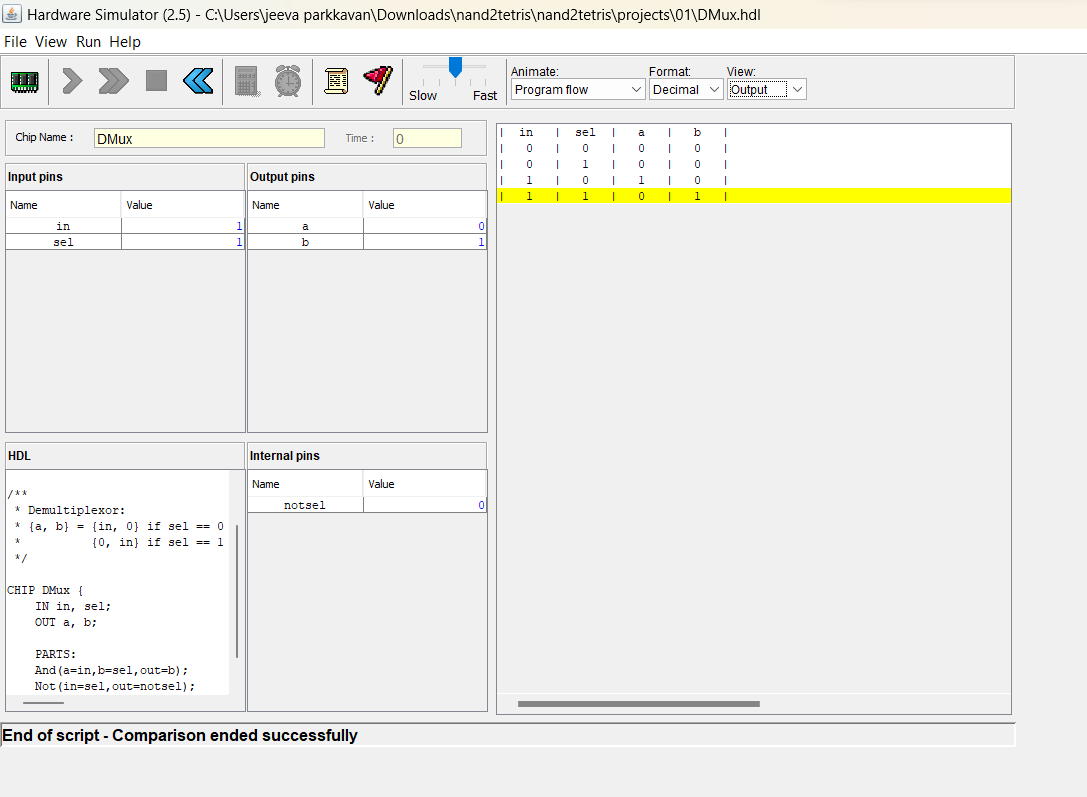 Hardware Simulator (2.5) - C:\Users\jeeva parkkavan\Downloads\nand2tetris\nand2tetris\projects\01\DMux.hdl
File View Run Help
Slow Fast
Animate: Format: View:
Program flow Decimal Output
Chip Name : DMux Time : 0
Input pins
Name Value
in 1
sel 1
Output pins
Name Value
a 0
b 1
| in | sel | a | b |
| 0 | 0 | 0 | 0 |
| 0 | 1 | 0 | 0 |
| 1 | 0 | 1 | 0 |
| 1 | 1 | 0 | 1 |
HDL
/**
* Demultiplexor:
* {a, b} = {in, 0} if sel == 0
* {0, in} if sel == 1
*/
CHIP DMux {
IN in, sel;
OUT a, b;
PARTS:
And(a=in,b=sel,out=b);
Not(in=sel,out=notsel);
Internal pins
Name Value
notsel 0
End of script - Comparison ended successfully